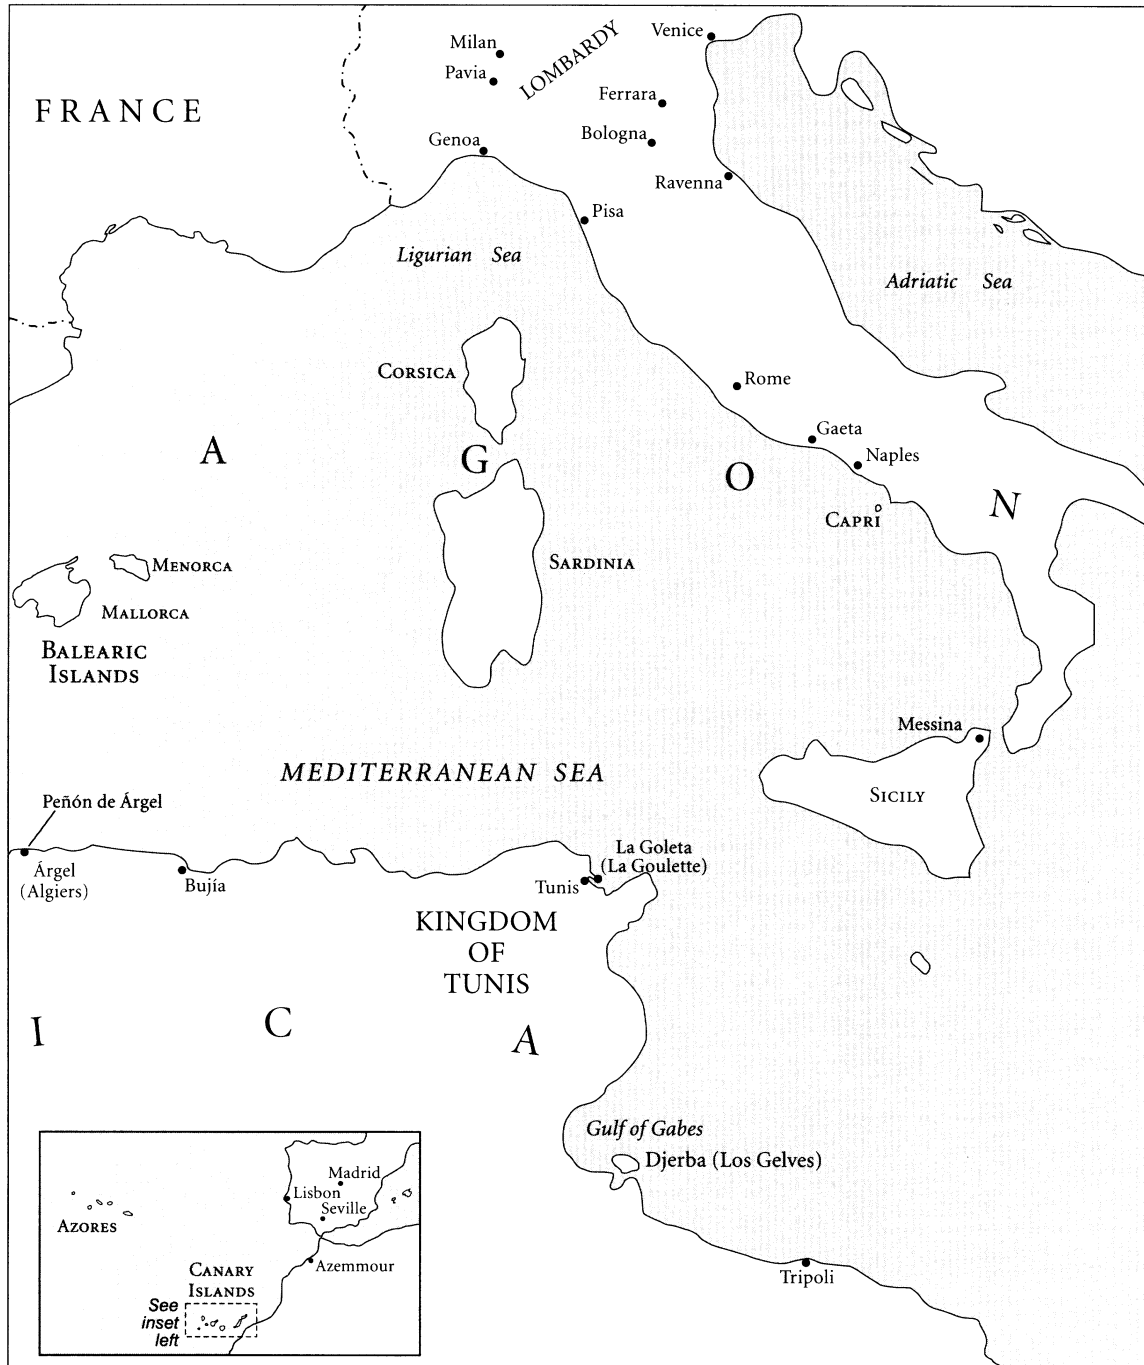 Milan
Pavia
LOMBARDY
Venice
FRANCE
Ferrara
Bologna
Genoa
Ravenna
Pisa
Ligurian Sea
Adriatic Sea
CORSICA
Rome
Gaeta
Naples
A G O N
CAPRI
MENORCA
MALLORCA
SARDINIA
BALEARIC
ISLANDS
Messina
MEDITERRANEAN SEA
SICILY
Peñón de Árgel
Árgel
(Algiers)
Bujía
La Goleta
(La Goulette)
Tunis
KINGDOM
OF
TUNIS
I C A
Gulf of Gabes
Djerba (Los Gelves)
Tripoli
Madrid
Lisbon
Seville
AZORES
Azemmour
CANARY
ISLANDS
See
inset
left